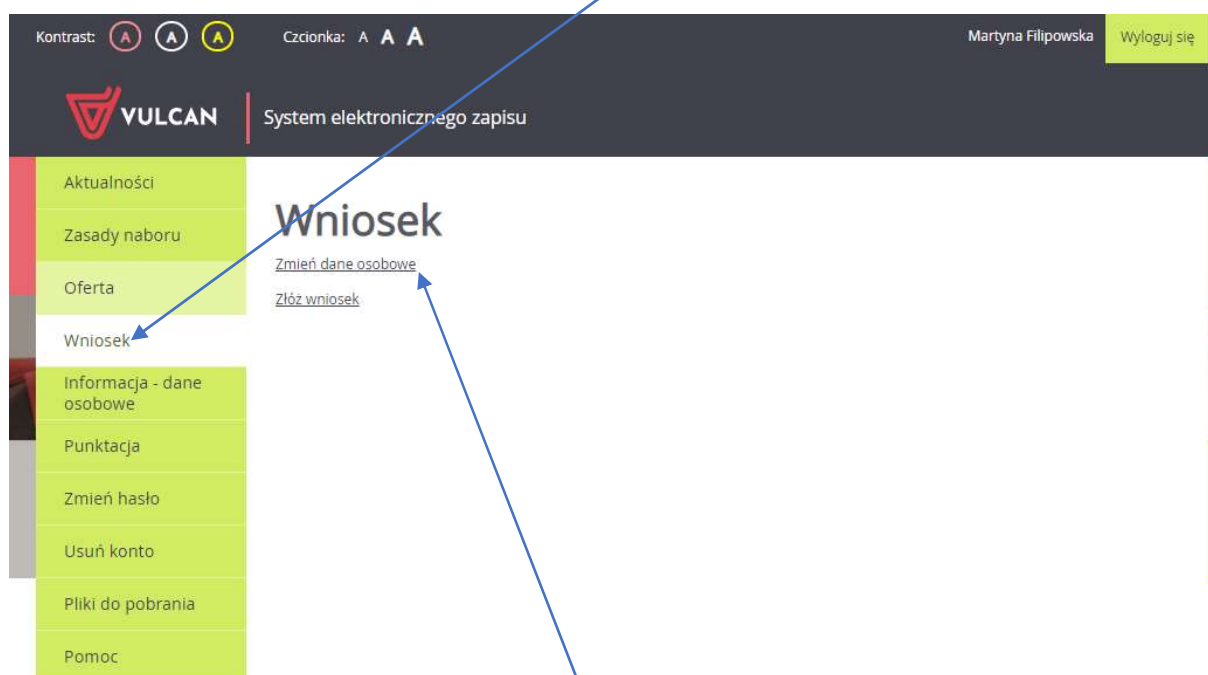 Kontrast: A A A Czcionka: A A A Martyna Filipowska Wyloguj się
VULCAN System elektronicznego zapisu
Aktualności
Zasady naboru
Oferta
Wniosek
Informacja - dane
osobowe
Punktacja
Zmień hasło
Usuń konto
Pliki do pobrania
Pomoc
Wniosek
Zmień dane osobowe
Złóż wniosek